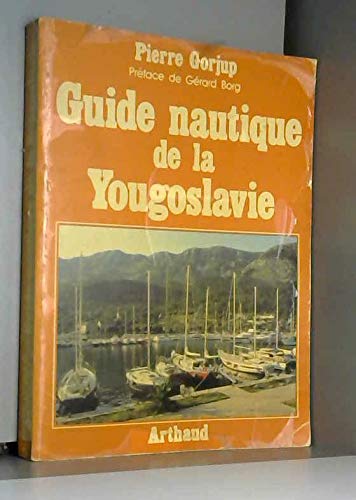 Pierre Gorjup
Préface de Gérard Borg
Guide nautique
de la
Yougoslavie
Arthaud